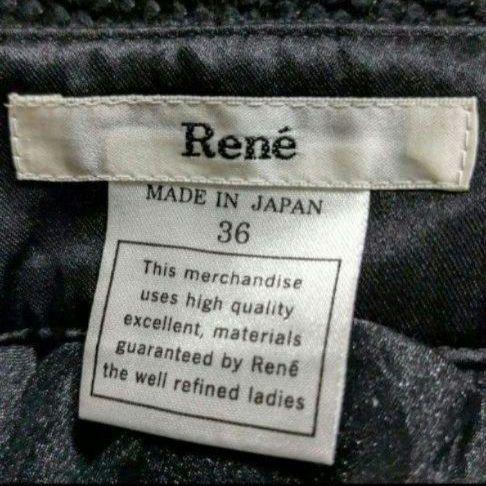 René
MADE IN JAPAN
36
This merchandise
uses high quality
excellent, materials
guaranteed by René
the well refined ladies